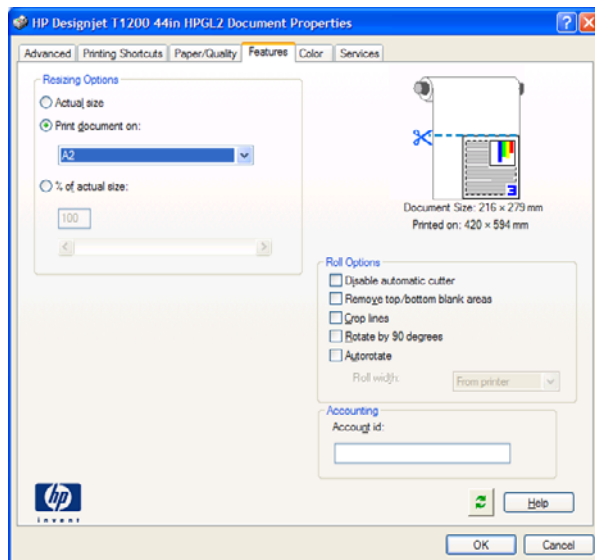 HP Designjet T1200 44in HPGL2 Document Properties
Advanced Printing Shortcuts Paper/Quality Features Color Services
Resizing Options
Actual size
Print document on:
A2
% of actual size:
100
3
Document Size: 216 × 279 mm
Printed on: 420 × 594 mm
Roll Options
Disable automatic cutter
Remove top/bottom blank areas
Crop lines
Rotate by 90 degrees
Autorotate
Roll width: From printer
Accounting
Account id:
hp
invent
Help
OK Cancel